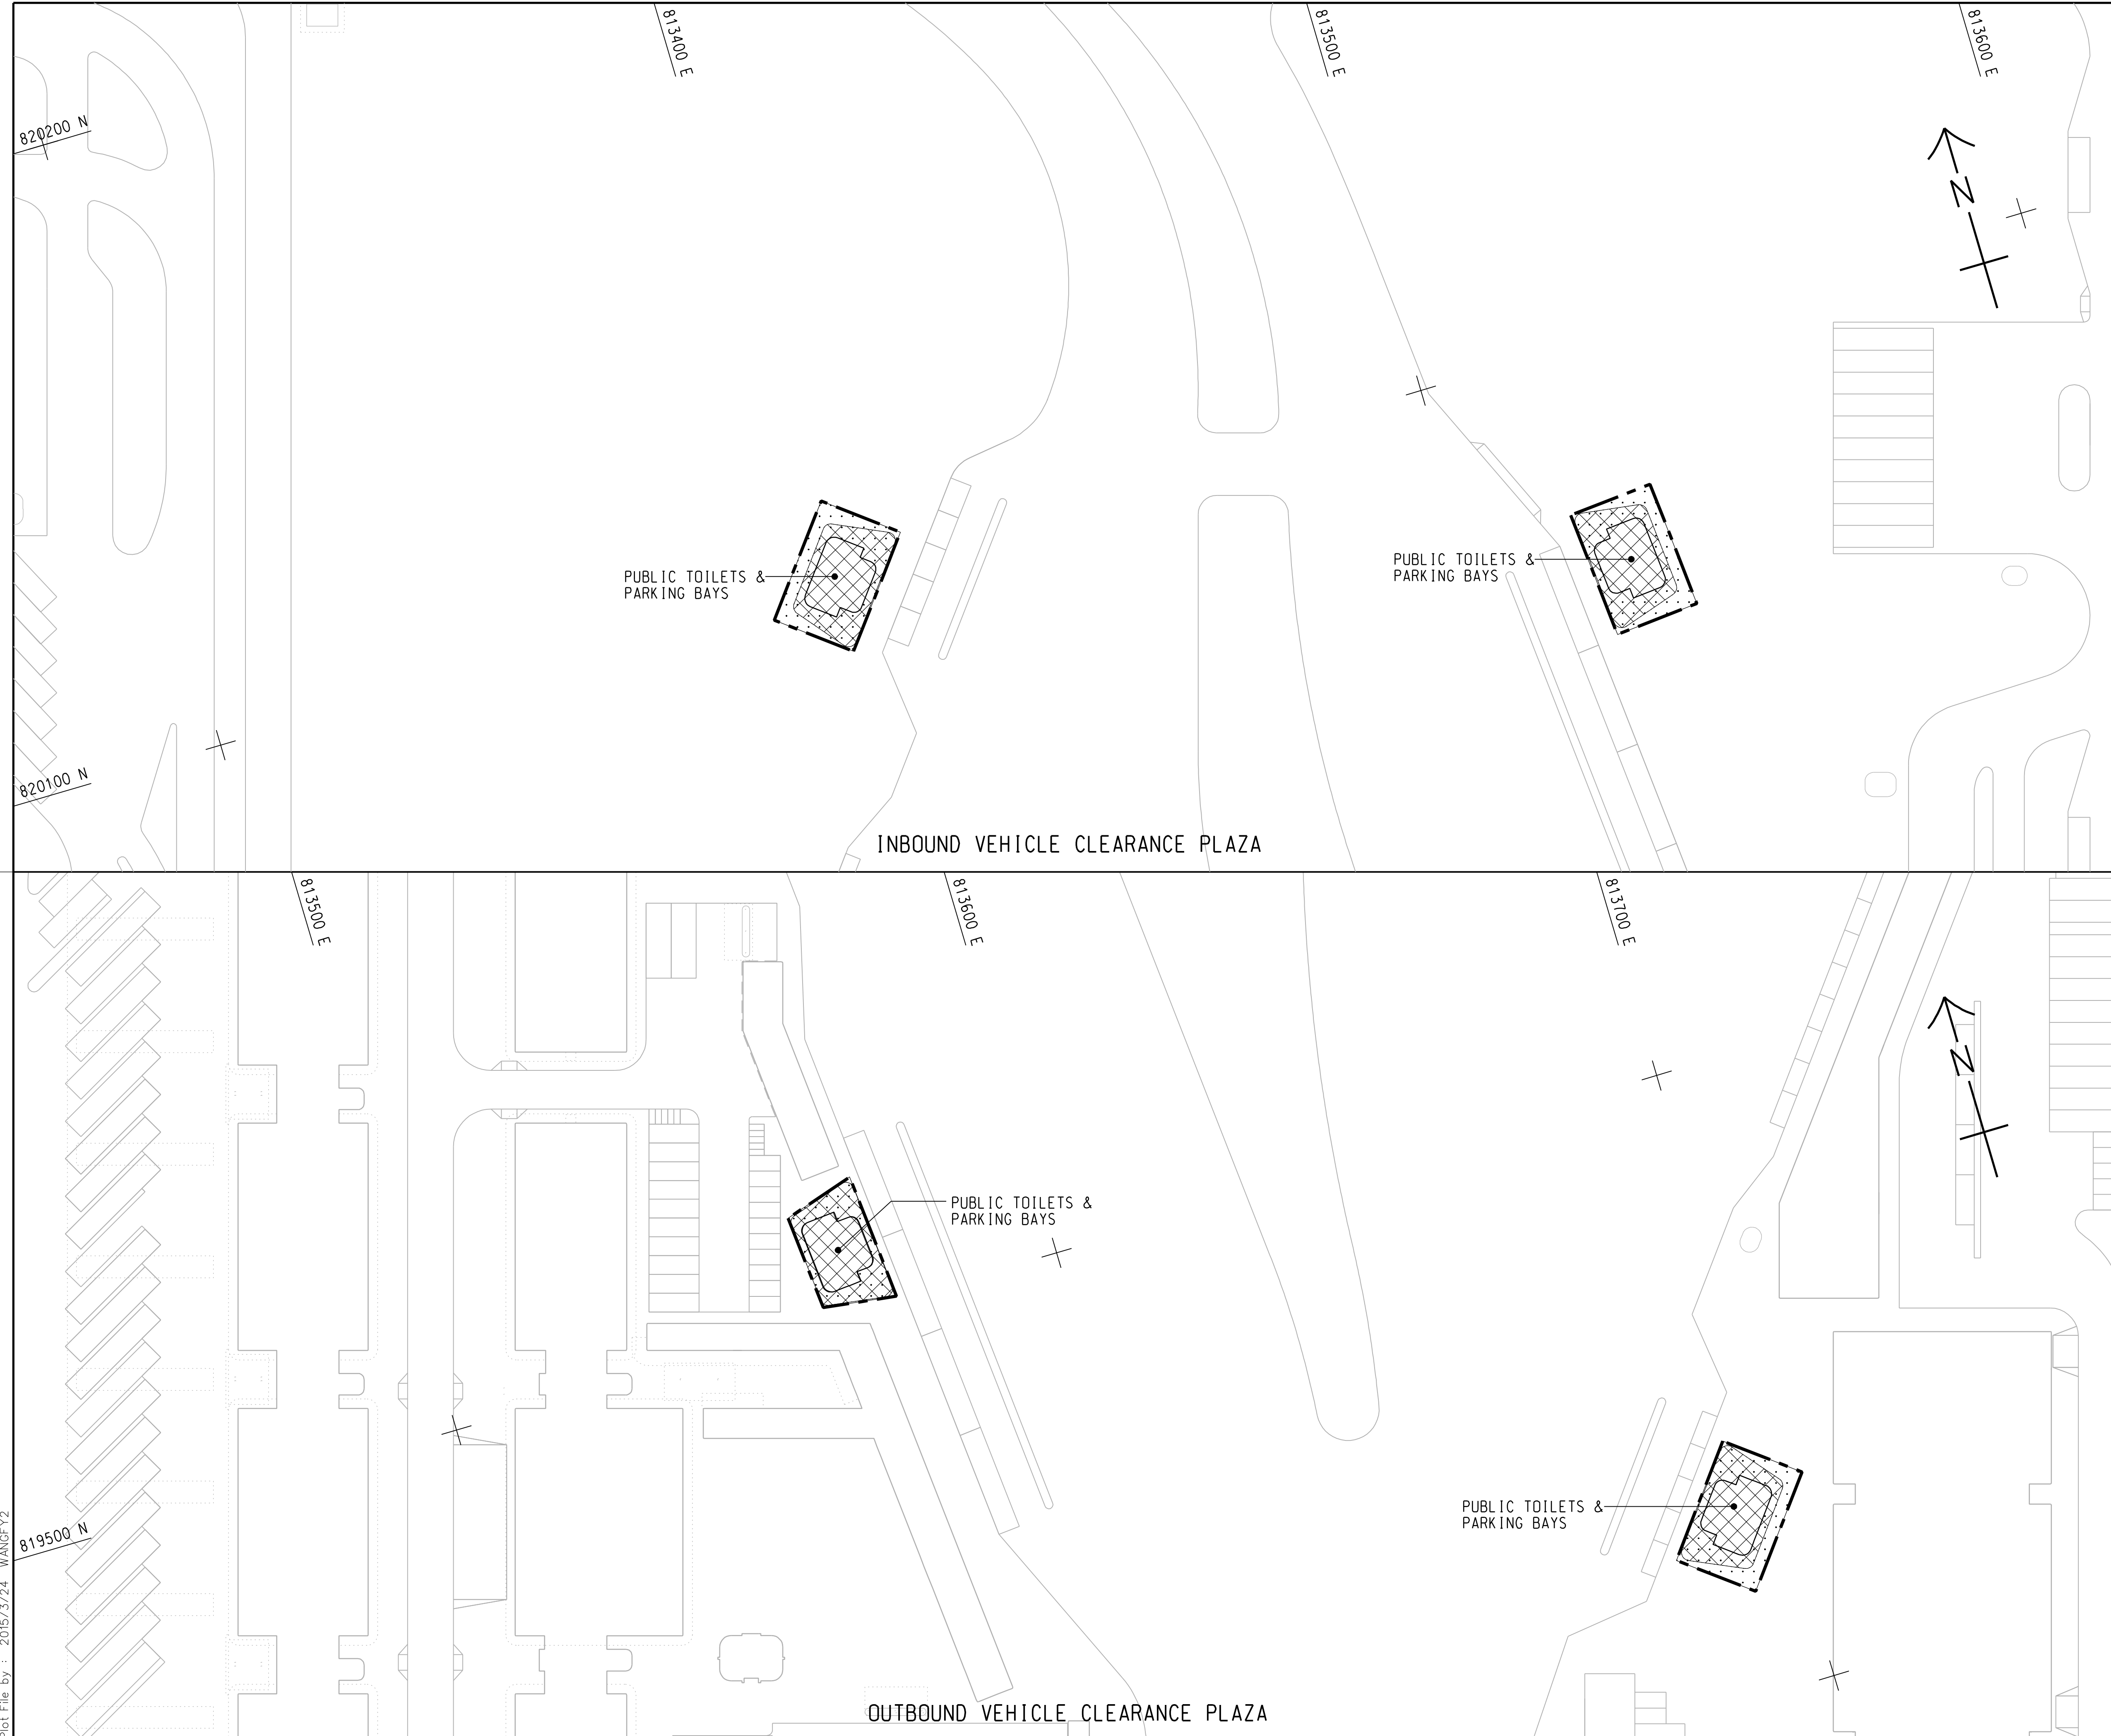 813400 E
813500 E
813600 E
820200 N
N
PUBLIC TOILETS &
PARKING BAYS
PUBLIC TOILETS &
PARKING BAYS
820100 N
INBOUND VEHICLE CLEARANCE PLAZA
813500 E
813600 E
813700 E
N
PUBLIC TOILETS &
PARKING BAYS
819500 N
PUBLIC TOILETS &
PARKING BAYS
OUTBOUND VEHICLE CLEARANCE PLAZA
Plot File by : 2015/3/24 WANGFY2